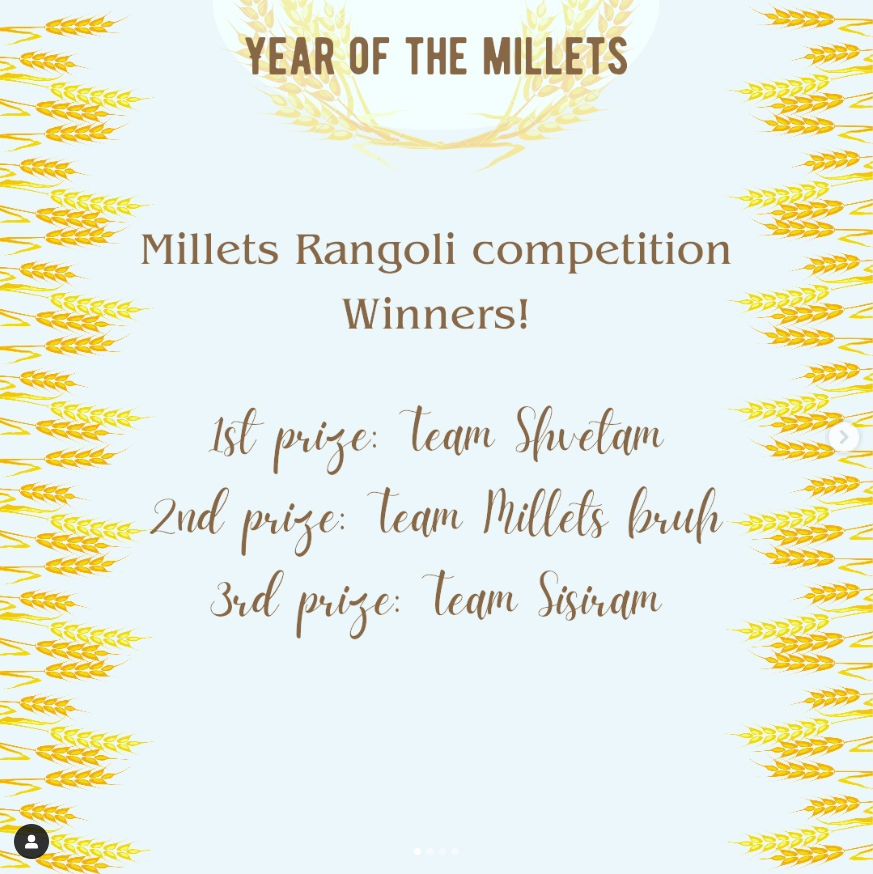 YEAR OF THE MILLETS
Millets Rangoli competition
Winners!
1st prize: team Shvetam
2nd prize: team Millets bruh
3rd prize: team Sisiram